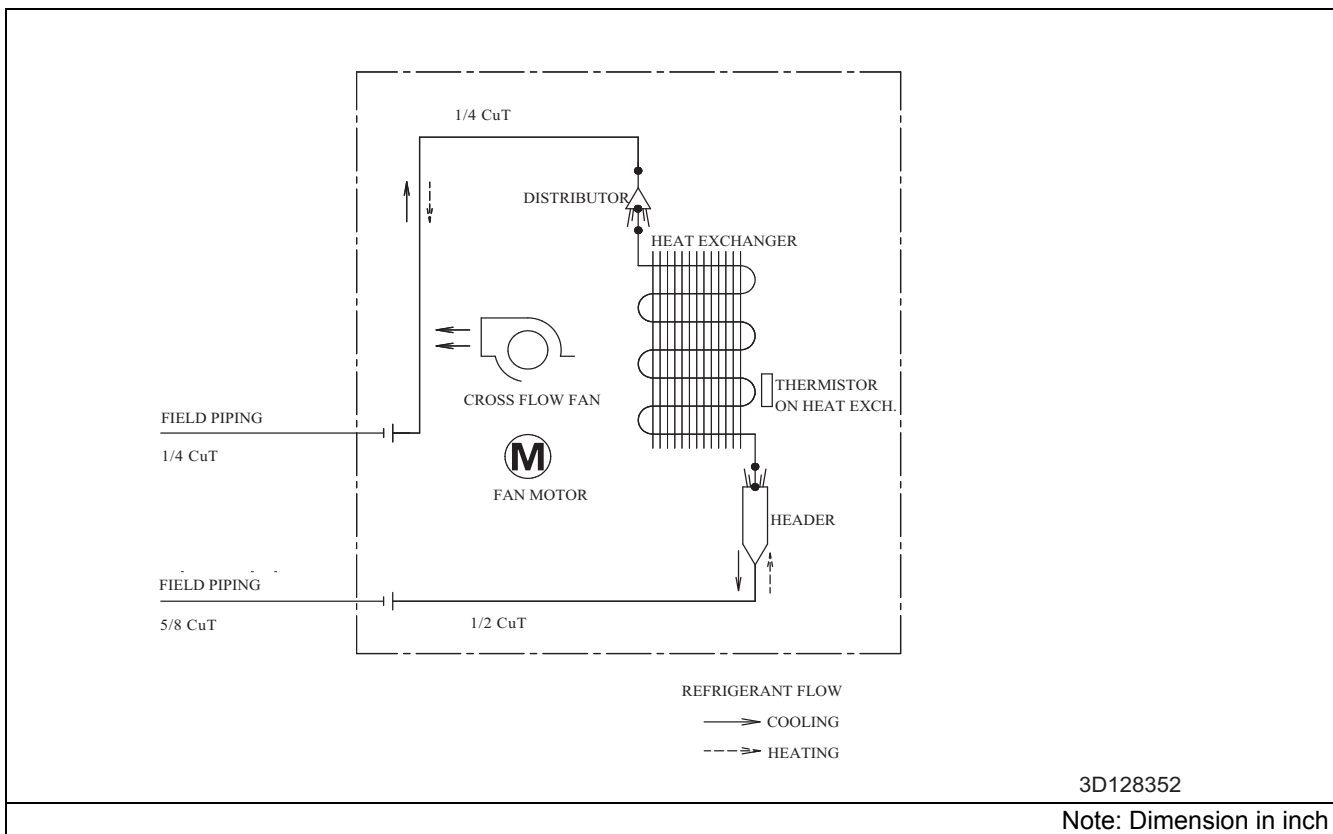 1/4 CuT
DISTRIBUTOR
HEAT EXCHANGER
THERMISTOR
ON HEAT EXCH.
CROSS FLOW FAN
FIELD PIPING
1/4 CuT
M
FAN MOTOR
HEADER
FIELD PIPING
5/8 CuT
1/2 CuT
REFRIGERANT FLOW
COOLING
HEATING
3D128352
Note: Dimension in inch